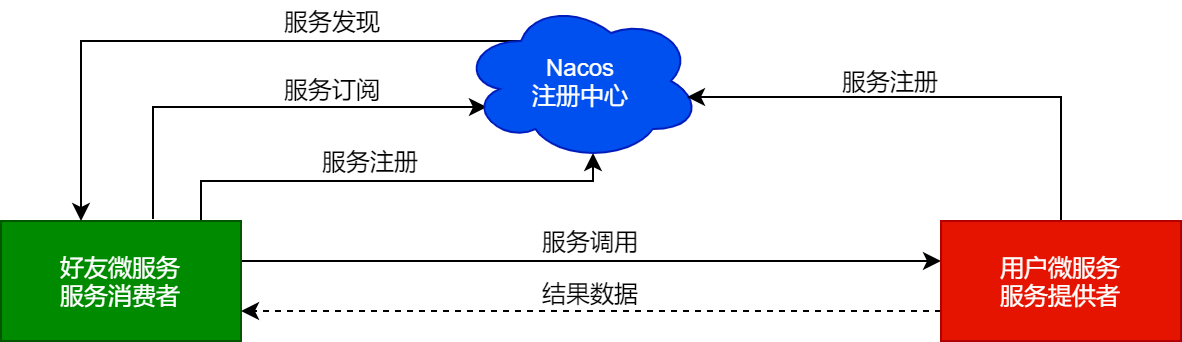 服务发现
Nacos
注册中心
服务订阅
服务注册
服务注册
服务调用
好友微服务
服务消费者
用户微服务
服务提供者
结果数据